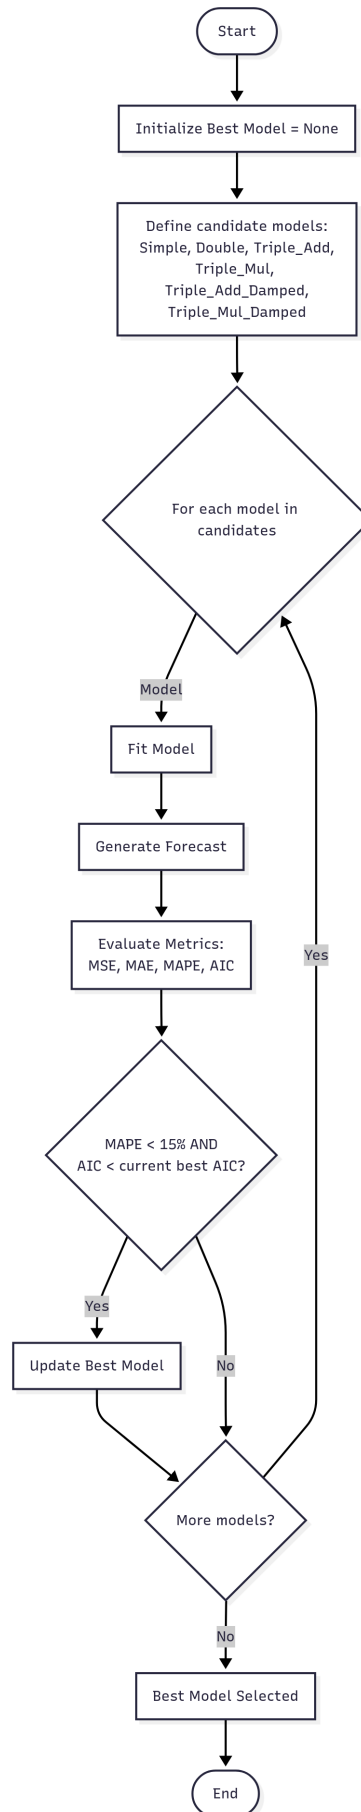 Start
Initialize Best Model = None
Define candidate models:
Simple, Double, Triple_Add,
Triple_Mul,
Triple_Add_Damped,
Triple_Mul_Damped
For each model in
candidates
Model
Fit Model
Generate Forecast
Evaluate Metrics:
MSE, MAE, MAPE, AIC
Yes
MAPE < 15% AND
AIC < current best AIC?
Yes
Update Best Model
No
More models?
No
Best Model Selected
End